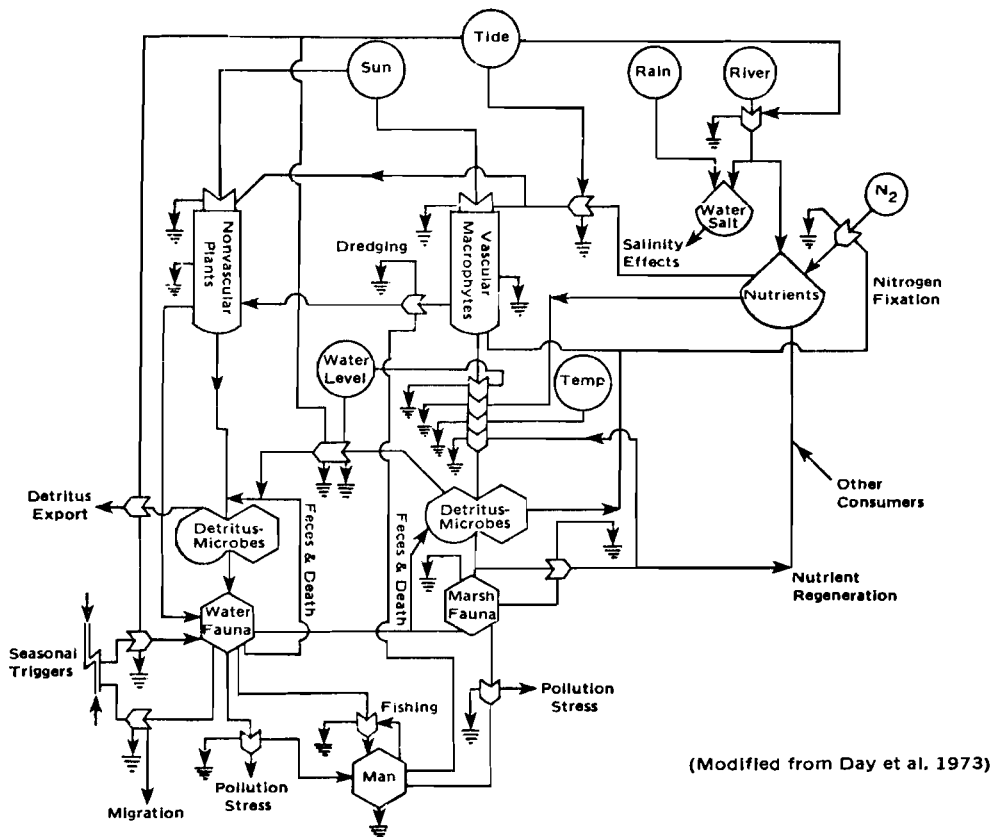 Tide
Sun
Rain
River
N2
Water
Salt
Salinity
Effects
Nutrients
Nitrogen
Fixation
Nonvascular
Plants
Vascular
Macrophytes
Dredging
Water
Level
Temp
Other
Consumers
Detritus
Export
Detritus-
Microbes
Feces & Death
Feces & Death
Detritus-
Microbes
Nutrient
Regeneration
Marsh
Fauna
Water
Fauna
Seasonal
Triggers
Pollution
Stress
Fishing
Man
Pollution
Stress
Migration
(Modified from Day et al. 1973)